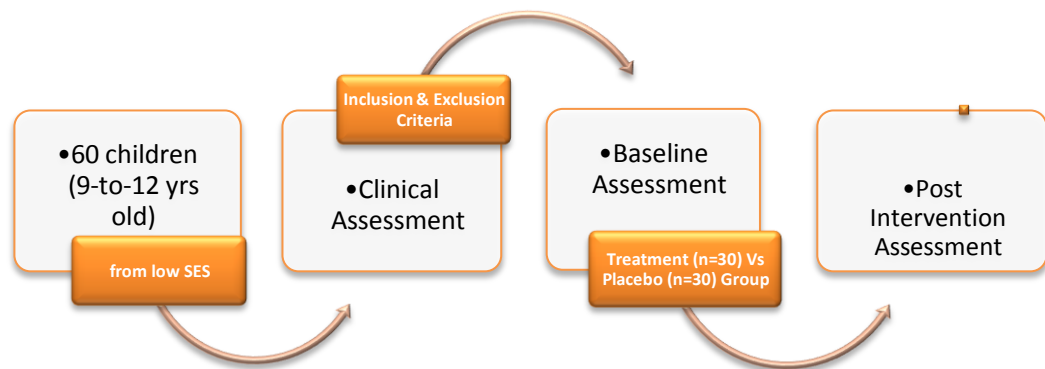 •60 children
(9-to-12 yrs
old)
from low SES
Inclusion & Exclusion
Criteria
•Clinical
Assessment
•Baseline
Assessment
Treatment (n=30) Vs
Placebo (n=30) Group
•Post
Intervention
Assessment